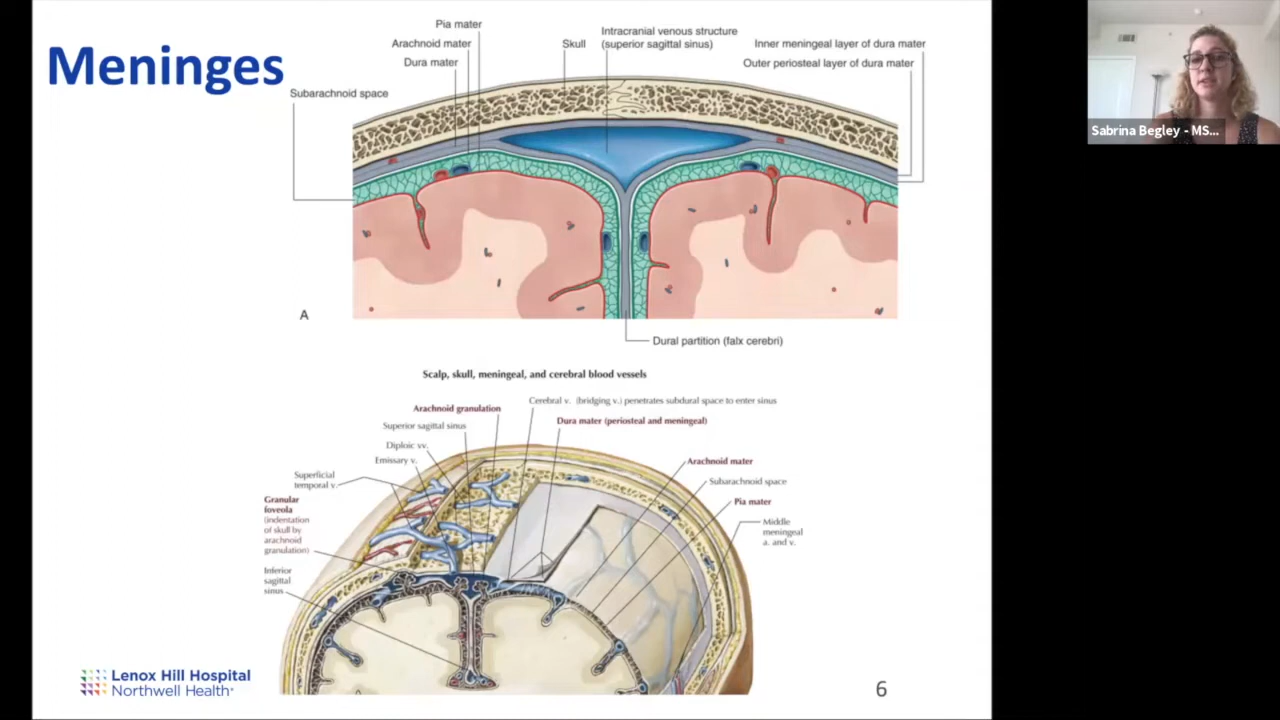 Meninges
Pia mater
Arachnoid mater
Dura mater
Subarachnoid space
Skull
Intracranial venous structure
(superior sagittal sinus)
Inner meningeal layer of dura mater
Outer periosteal layer of dura mater
Sabrina Begley - MS...
A
Dural partition (falx cerebri)
Scalp, skull, meningeal, and cerebral blood vessels
Cerebral v. (bridging v.) penetrates subdural space to enter sinus
Arachnoid granulation
Dura mater (periosteal and meningeal)
Superior sagittal sinus
Diploic vv.
Emissary v.
Superficial
temporal v.
Granular
foveola
(indentation
of skull by
arachnoid
granulation)
Inferior
sagittal
sinus
Arachnoid mater
Subarachnoid space
Pia mater
Middle
meningeal
a. and v.
Lenox Hill Hospital
Northwell Health
6